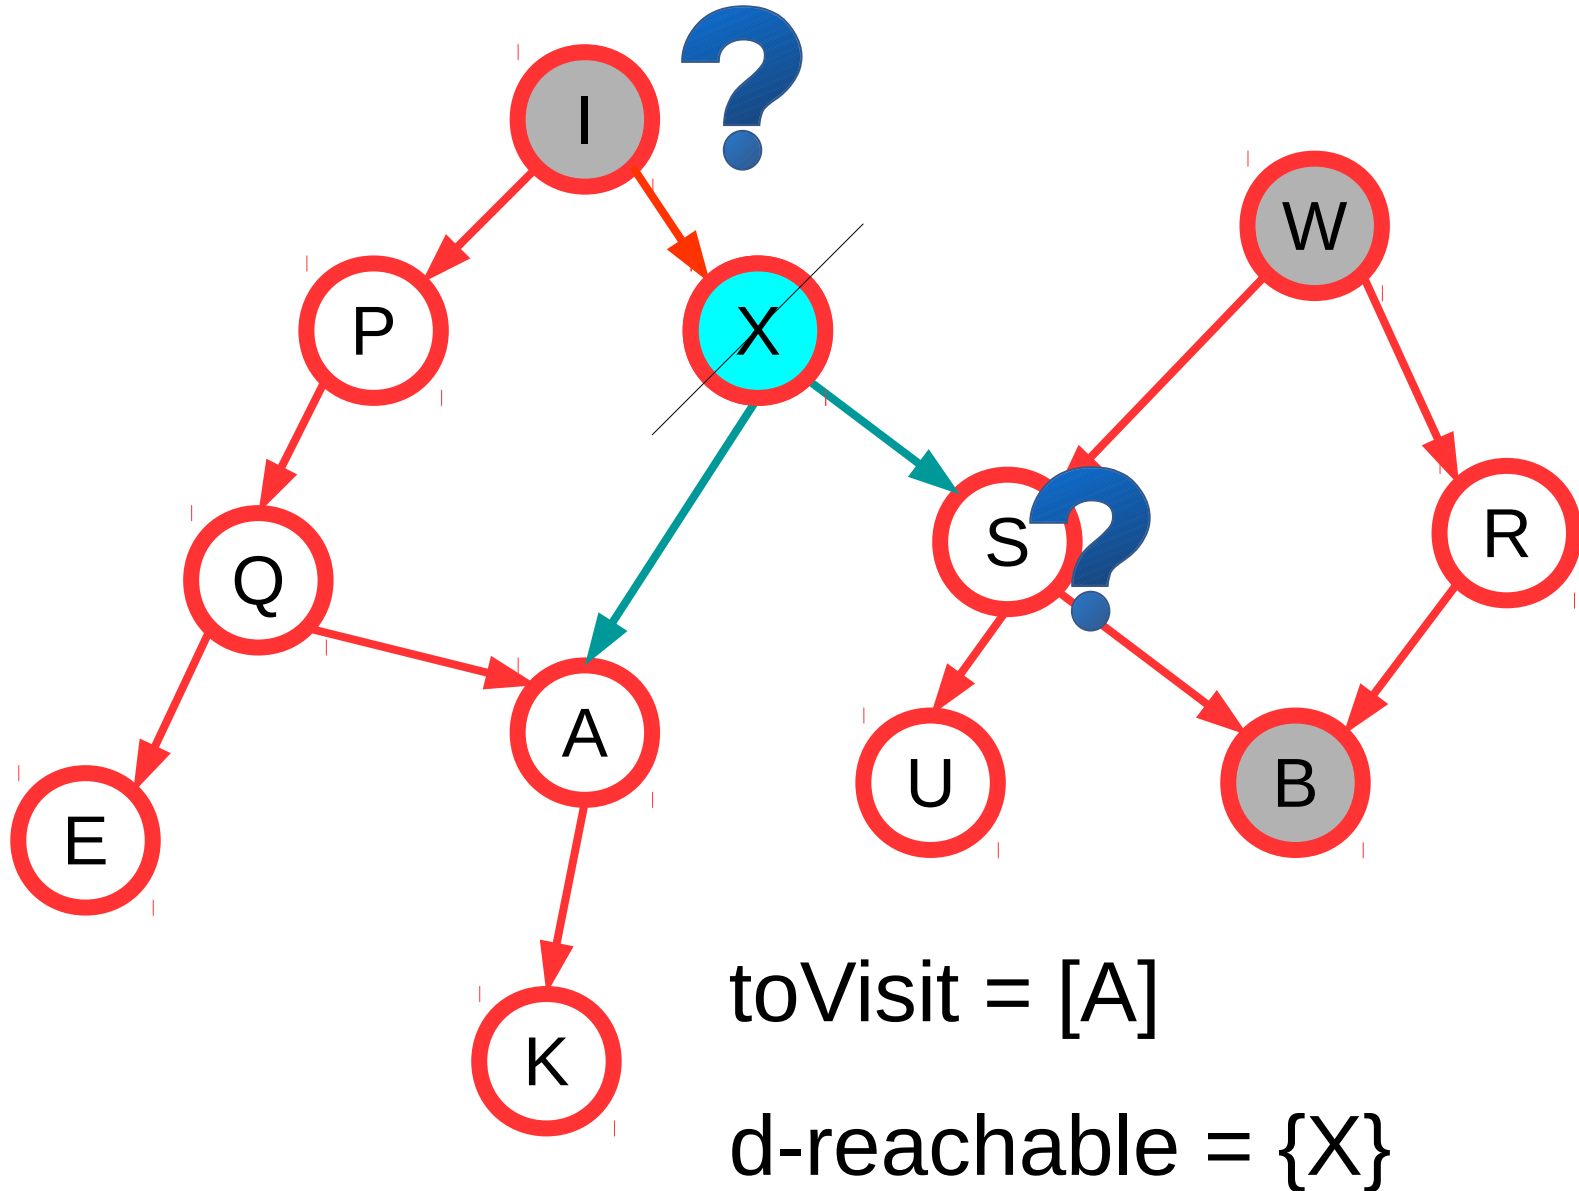 I
?
W
P
X
S
?
R
Q
A
U
B
E
K
toVisit = [A]
d-reachable = {X}